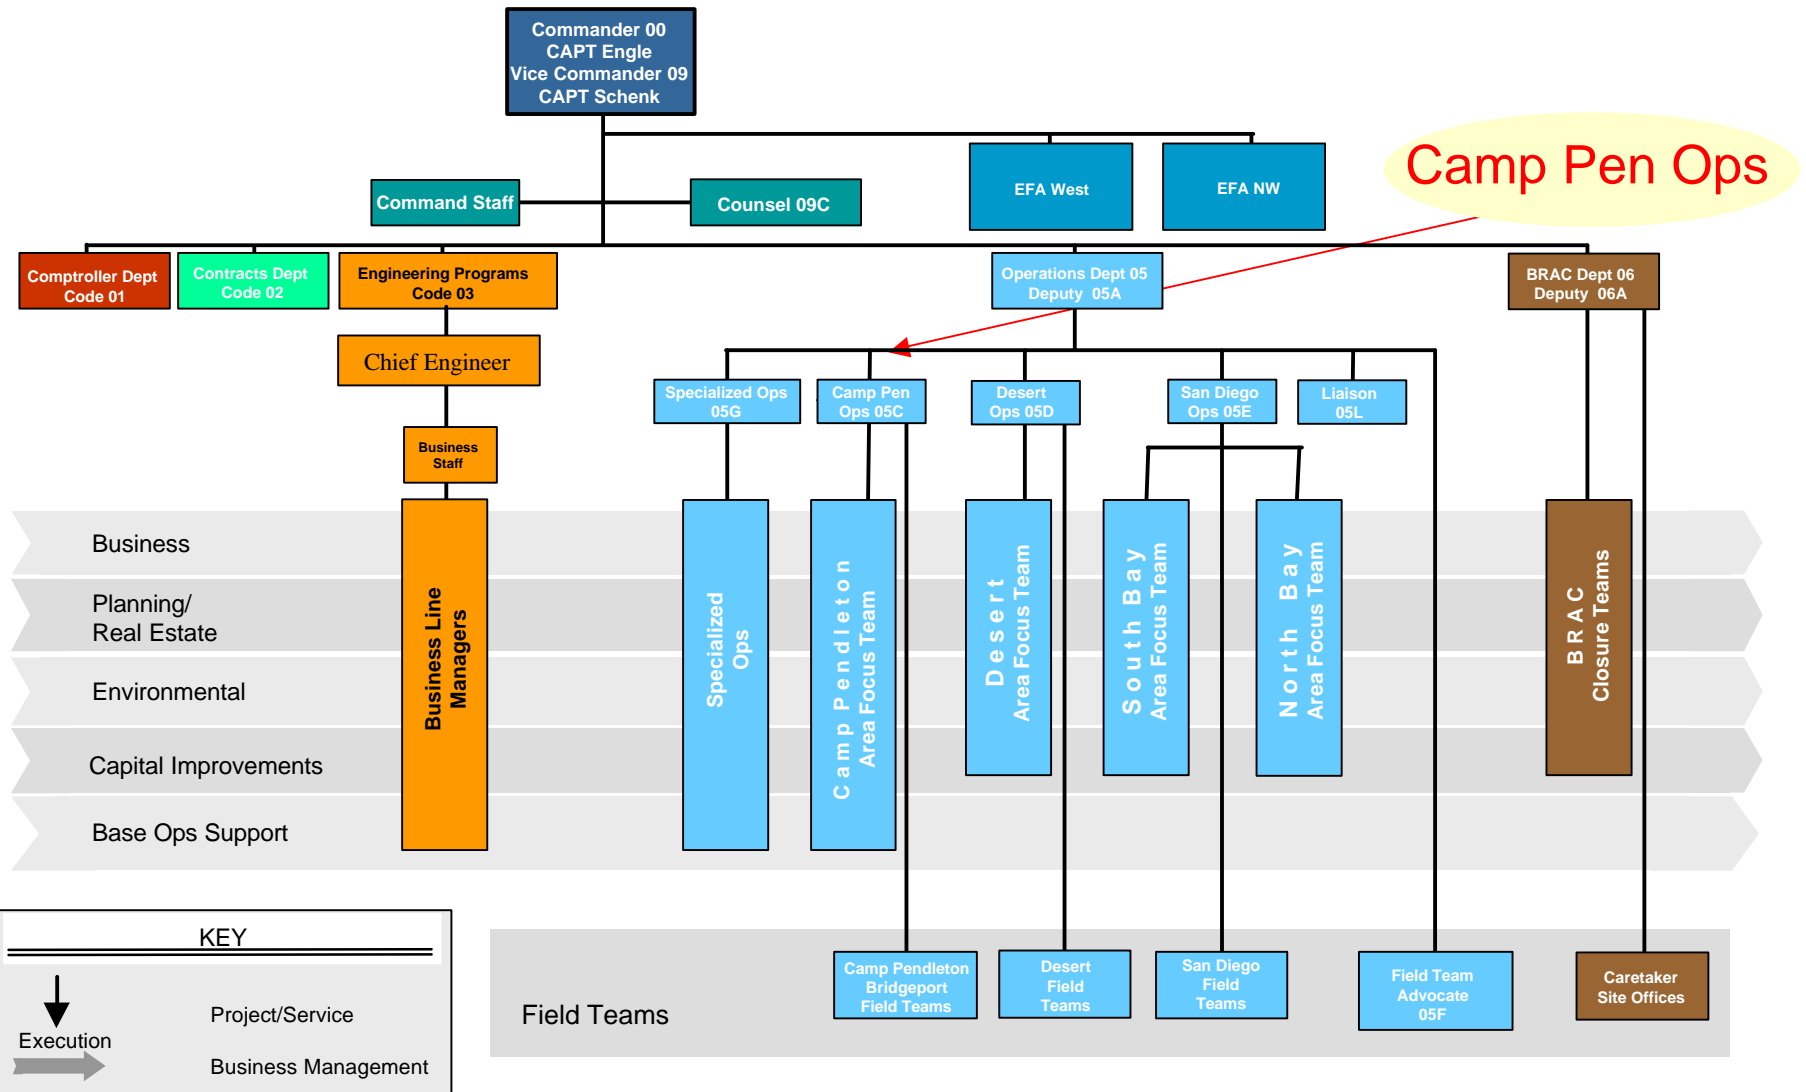 Commander 00
CAPT Engle
Vice Commander 09
CAPT Schenk
Camp Pen Ops
EFA West
EFA NW
Command Staff
Counsel 09C
Comptroller Dept
Code 01
Contracts Dept
Code 02
Engineering Programs
Code 03
Operations Dept 05
Deputy 05A
BRAC Dept 06
Deputy 06A
Chief Engineer
Specialized Ops
05G
Camp Pen
Ops 05C
Desert
Ops 05D
San Diego
Ops 05E
Liaison
05L
Business
Staff
Business
Planning/
Real Estate
Environmental
Capital Improvements
Base Ops Support
Business Line
Managers
Specialized
Ops
Camp Pendleton
Area Focus Team
Desert
Area Focus Team
South Bay
Area Focus Team
North Bay
Area Focus Team
BRAC
Closure Teams
KEY
Project/Service
Execution
Business Management
Field Teams
Camp Pendleton
Bridgeport
Field Teams
Desert
Field
Teams
San Diego
Field
Teams
Field Team
Advocate
05F
Caretaker
Site Offices